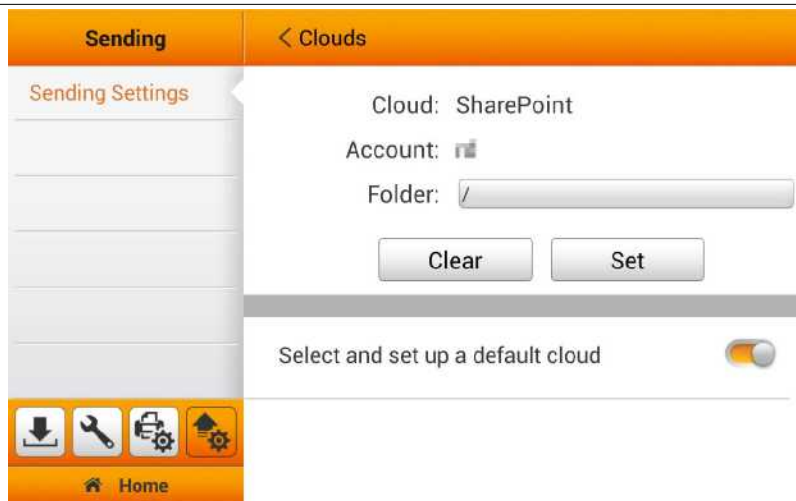 Sending
< Clouds
Sending Settings
Cloud: SharePoint
Account:
Folder: /
Clear
Set
Select and set up a default cloud
Home